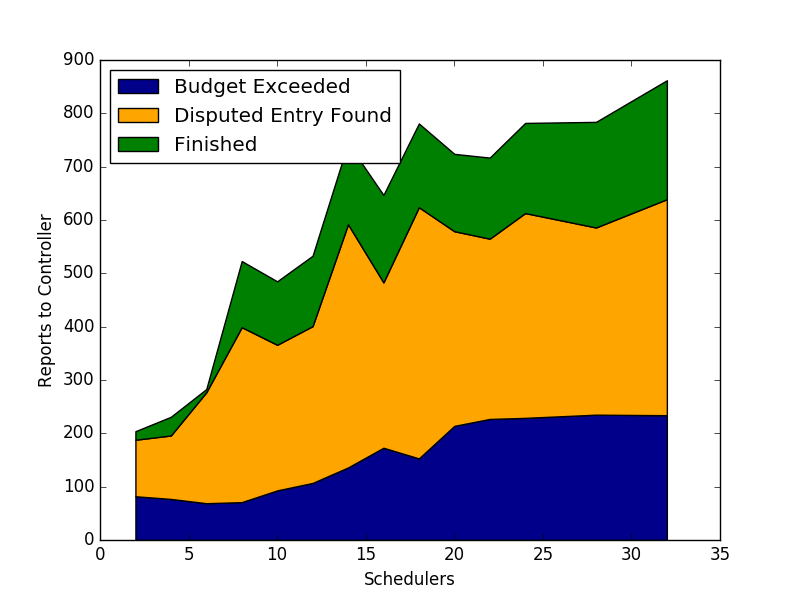 900
800
700
600
500
400
300
200
100
0
Reports to Controller
Budget Exceeded
Disputed Entry Found
Finished
0 5 10 15 20 25 30 35
Schedulers